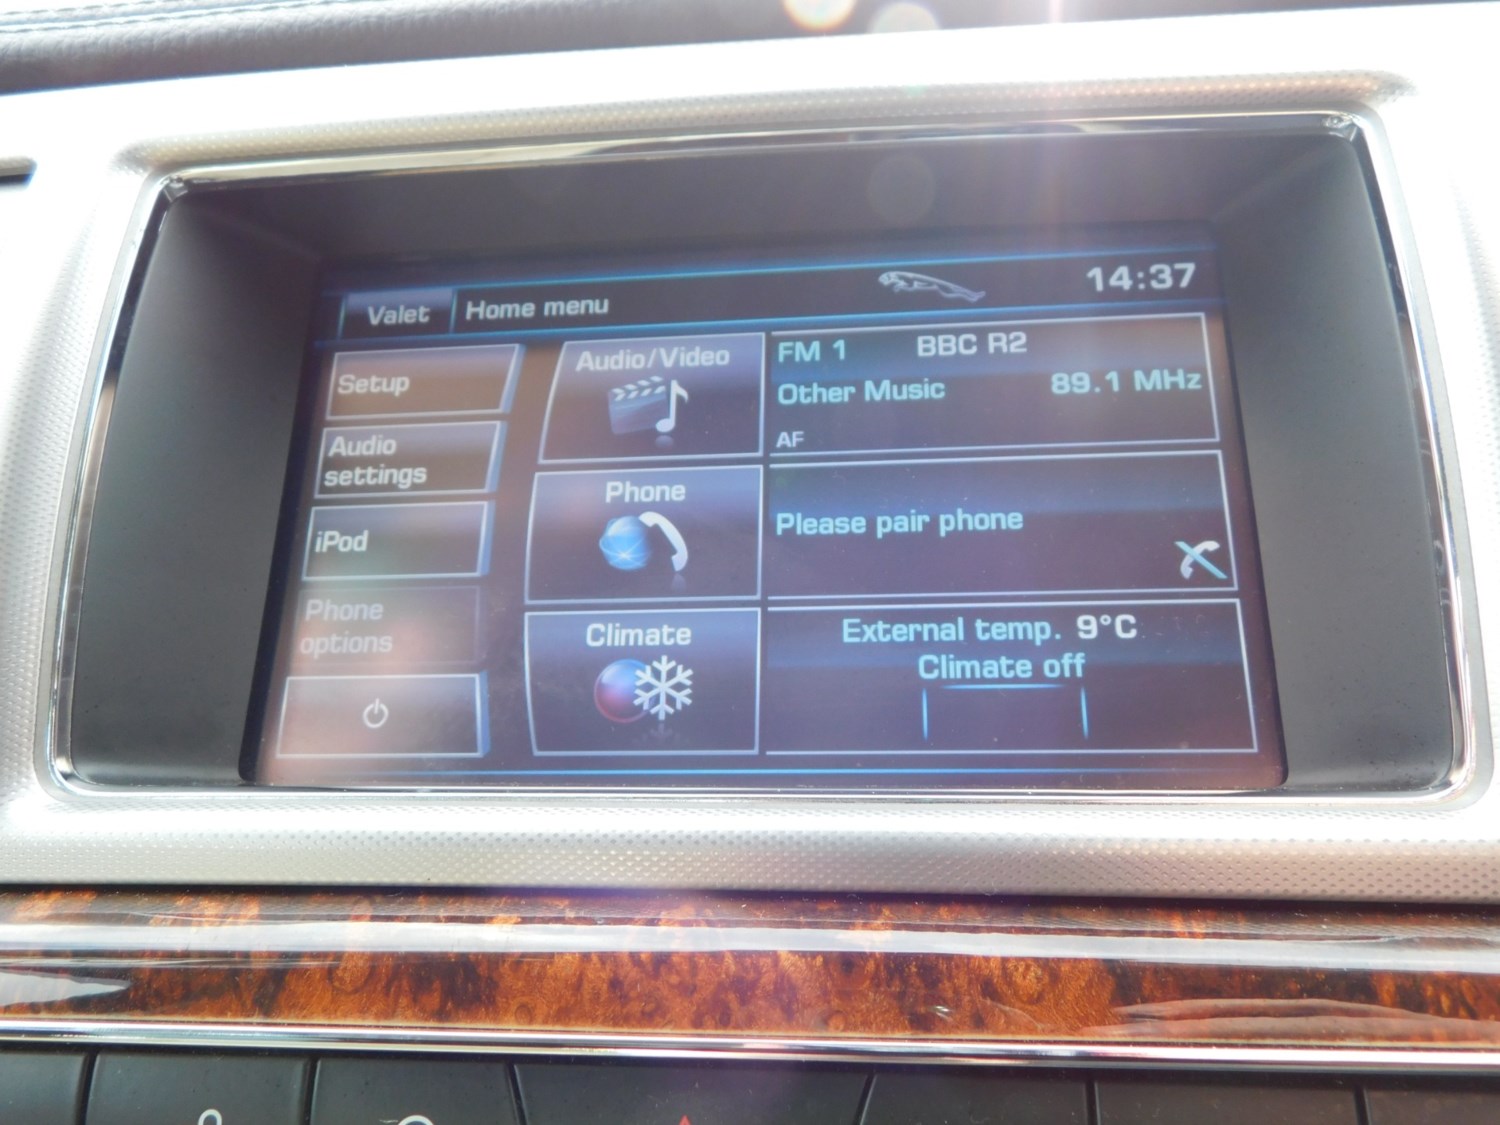 Valet
Home menu
14:37
Setup
Audio
settings
iPod
Phone
options
Audio/Video
Phone
Climate
FM 1 BBC R2
Other Music 89.1 MHz
AF
Please pair phone
External temp. 9°C
Climate off